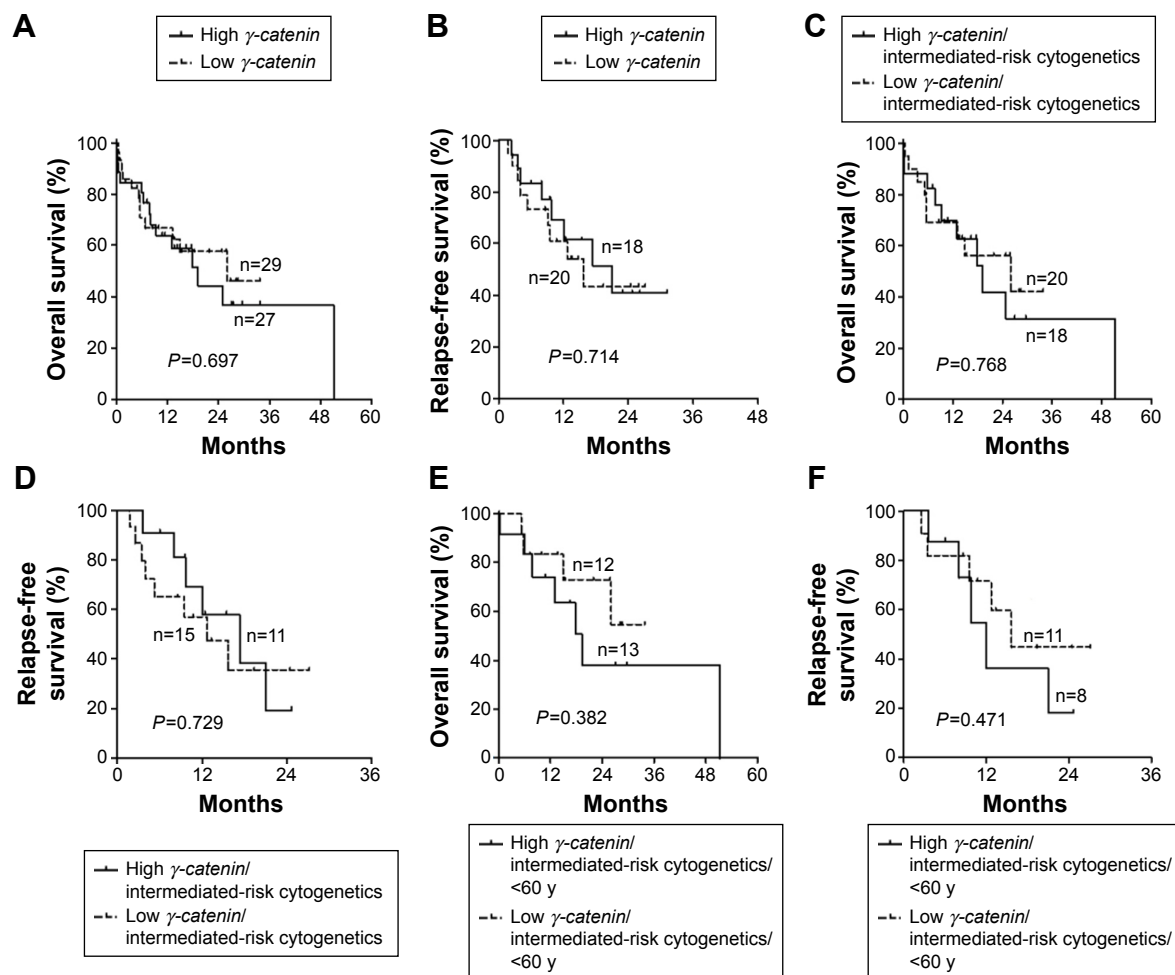 A
High γ-catenin
Low γ-catenin
Overall survival (%)
100
80
60
40
20
0
n=29
n=27
P=0.697
0 12 24 36 48 60
Months
B
High γ-catenin
Low γ-catenin
Relapse-free survival (%)
100
80
60
40
20
0
n=18
n=20
P=0.714
0 12 24 36 48
Months
C
High γ-catenin/
intermediated-risk cytogenetics
Low γ-catenin/
intermediated-risk cytogenetics
Overall survival (%)
100
80
60
40
20
0
n=20
n=18
P=0.768
0 12 24 36 48 60
Months
D
Relapse-free
survival (%)
100
80
60
40
20
0
n=15
n=11
P=0.729
0 12 24 36
Months
High γ-catenin/
intermediated-risk cytogenetics
Low γ-catenin/
intermediated-risk cytogenetics
E
Overall survival (%)
100
80
60
40
20
0
n=12
n=13
P=0.382
0 12 24 36 48 60
Months
High γ-catenin/
intermediated-risk cytogenetics/
<60 y
Low γ-catenin/
intermediated-risk cytogenetics/
<60 y
F
Relapse-free
survival (%)
100
80
60
40
20
0
n=11
n=8
P=0.471
0 12 24 36
Months
High γ-catenin/
intermediated-risk cytogenetics/
<60 y
Low γ-catenin/
intermediated-risk cytogenetics/
<60 y